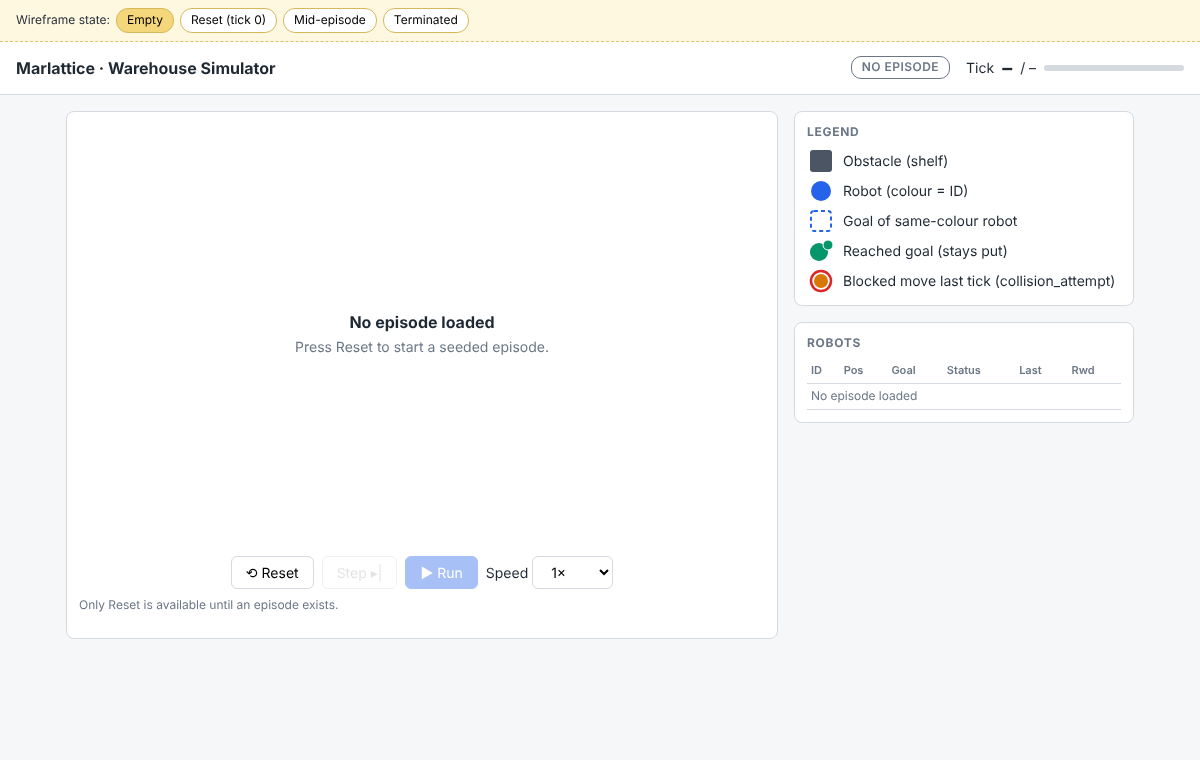 Wireframe state: Empty Reset (tick 0) Mid-episode Terminated
Marlattice · Warehouse Simulator
NO EPISODE Tick – / –
No episode loaded
Press Reset to start a seeded episode.
⟲ Reset Step ▸| ▶ Run Speed 1×
Only Reset is available until an episode exists.
LEGEND
Obstacle (shelf)
Robot (colour = ID)
Goal of same-colour robot
Reached goal (stays put)
Blocked move last tick (collision_attempt)
ROBOTS
ID Pos Goal Status Last Rwd
No episode loaded